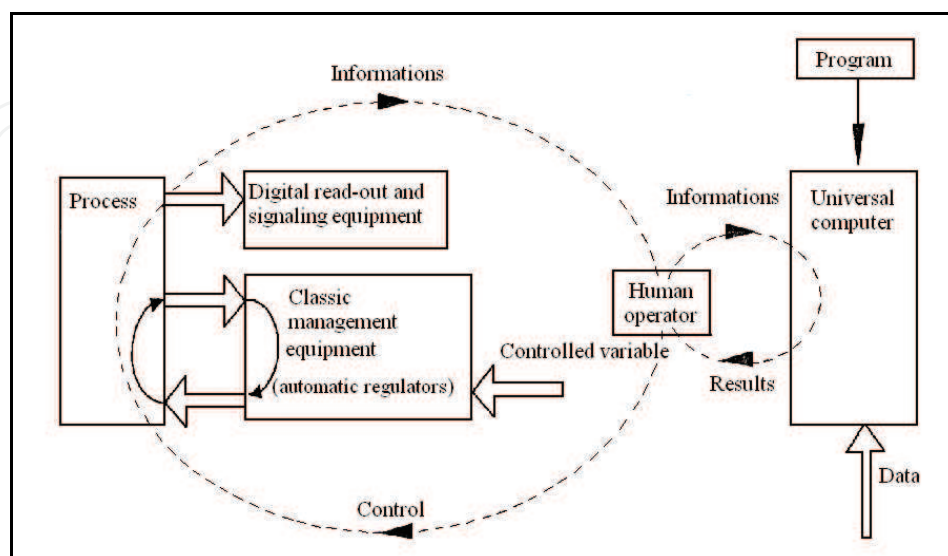 Informations
Program
Process
Digital read-out and
signaling equipment
Informations
Universal
computer
Classic
management
equipment
(automatic regulators)
Human
operator
Controlled variable
Results
Control
Data